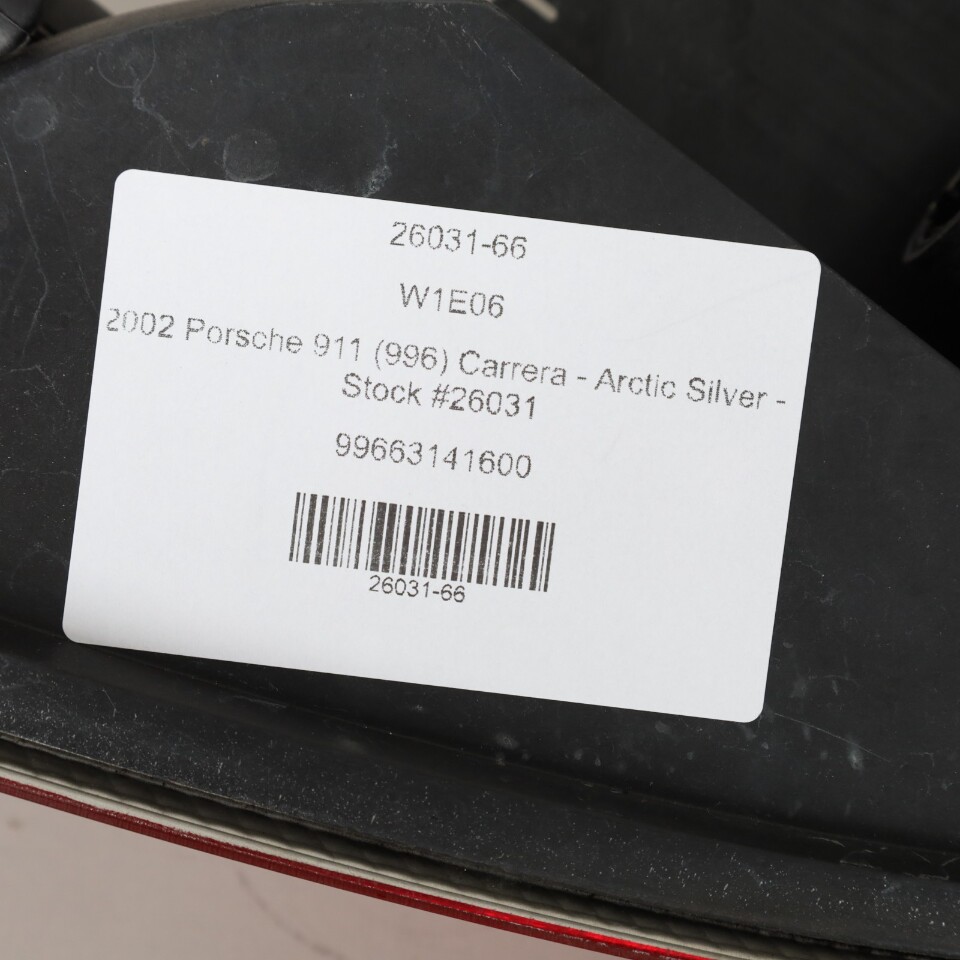 26031-66
W1E06
2002 Porsche 911 (996) Carrera - Arctic Silver -
Stock #26031
99663141600
26031-66